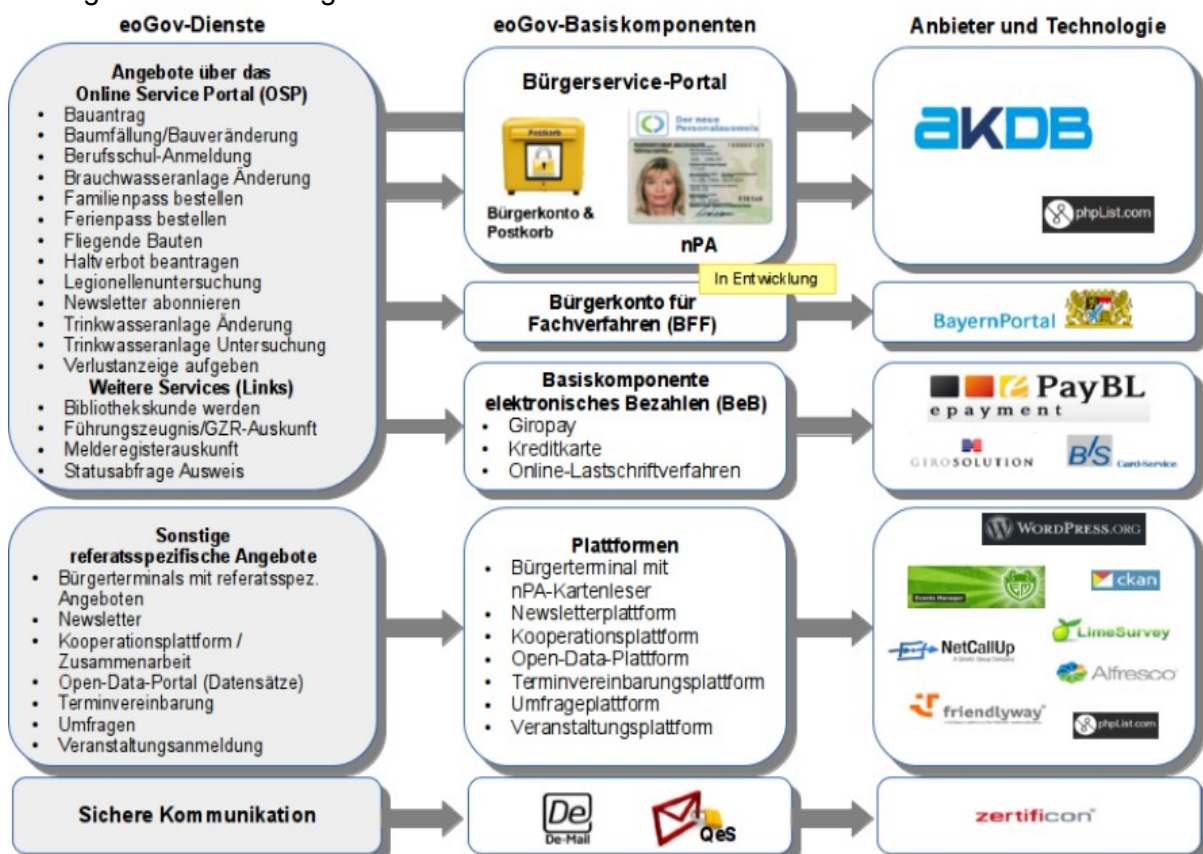 eoGov-Dienste
eoGov-Basiskomponenten
Anbieter und Technologie
Angebote über das
Online Service Portal (OSP)
• Bauantrag
• Baumfällung/Bauveränderung
• Berufsschul-Anmeldung
• Brauchwasseranlage Änderung
• Familienpass bestellen
• Ferienpass bestellen
• Fliegende Bauten
• Haltverbot beantragen
• Legionellenuntersuchung
• Newsletter abonnieren
• Trinkwasseranlage Änderung
• Trinkwasseranlage Untersuchung
• Verlustanzeige aufgeben
Weitere Services (Links)
• Bibliothekskunde werden
• Führungszeugnis/GZR-Auskunft
• Melderegisterauskunft
• Statusabfrage Ausweis
Bürgerservice-Portal
Postkorb
Der neue
Personalausweis
Bürgerkonto &
Postkorb
nPA
In Entwicklung
AKDB
phpList.com
Bürgerkonto für
Fachverfahren (BFF)
BayernPortal
Basiskomponente
elektronisches Bezahlen (BeB)
• Giropay
• Kreditkarte
• Online-Lastschriftverfahren
PayBL
epayment
GIROSOLUTION
B/S Card-Service
Sonstige
referatsspezifische Angebote
• Bürgerterminals mit referatsspez.
Angeboten
• Newsletter
• Kooperationsplattform /
Zusammenarbeit
• Open-Data-Portal (Datensätze)
• Terminvereinbarung
• Umfragen
• Veranstaltungsanmeldung
Plattformen
• Bürgerterminal mit
nPA-Kartenleser
• Newsletterplattform
• Kooperationsplattform
• Open-Data-Plattform
• Terminvereinbarungsplattform
• Umfrageplattform
• Veranstaltungsplattform
WORDPRESS.ORG
Events Manager
ckan
LimeSurvey
NetCallUp
Alfresco
friendlyway
phpList.com
Sichere Kommunikation
De
De-Mail
QeS
zertificon